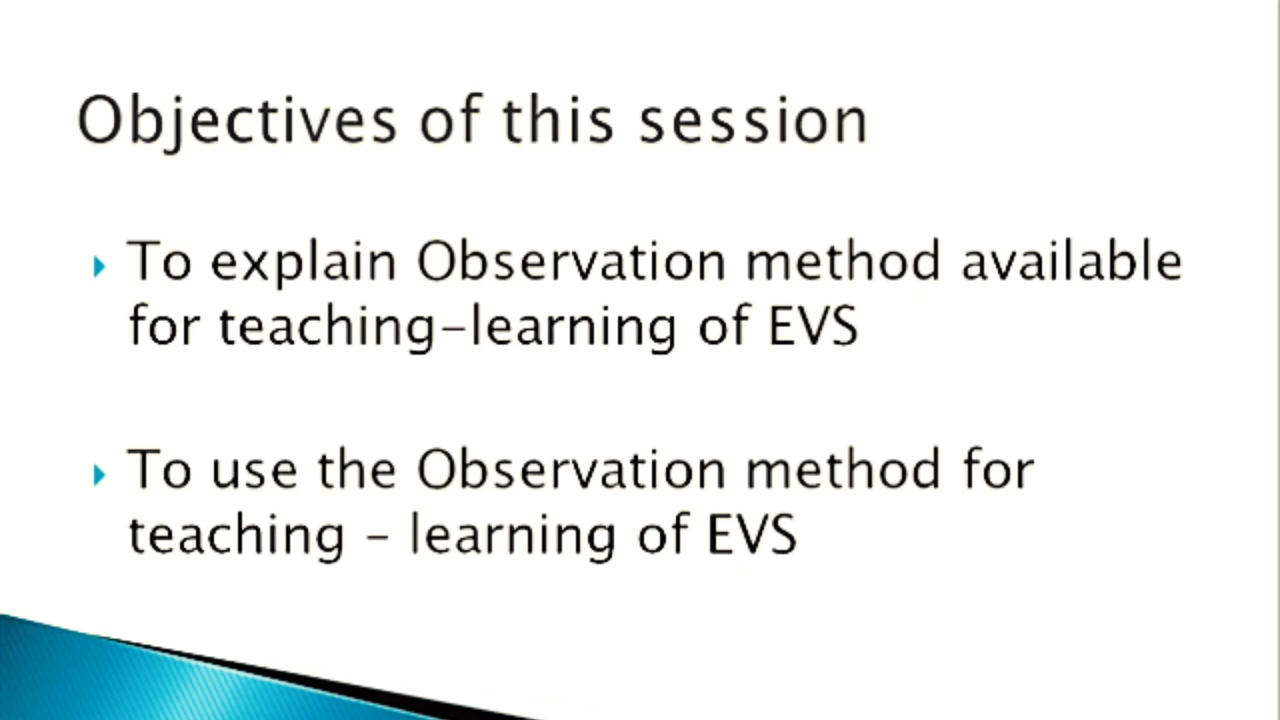 Objectives of this session
To explain Observation method available
for teaching-learning of EVS
To use the Observation method for
teaching - learning of EVS